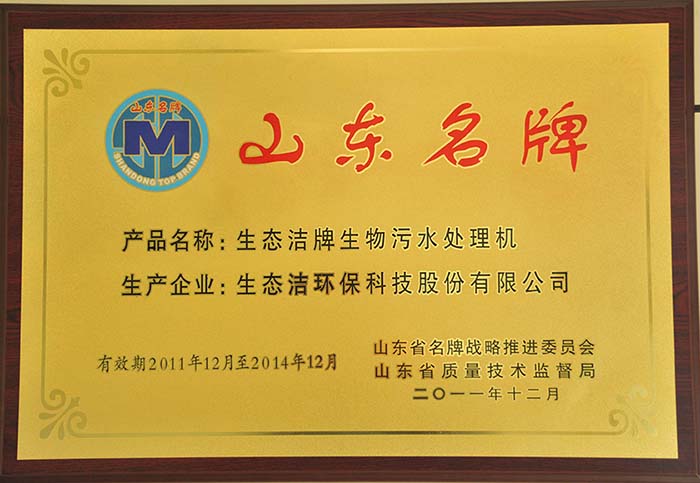 山东名牌
M
SHANDONG TOP BRAND
山东名牌
产品名称：生态洁牌生物污水处理机
生产企业：生态洁环保科技股份有限公司
有效期2011年12月至2014年12月
山东省名牌战略推进委员会
山东省质量技术监督局
二〇一一年十二月